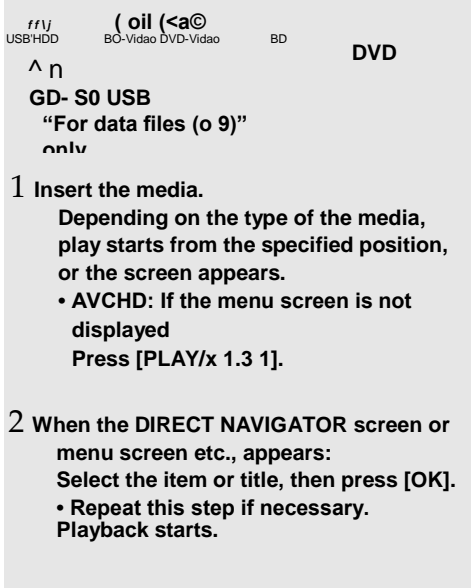 ff\j ( oil (<a©
USB'HDD BO-Vidao DVD-Vidao BD
DVD
^ n
GD- S0 USB
“For data files (o 9)”
only
1 Insert the media.
Depending on the type of the media,
play starts from the specified position,
or the screen appears.
• AVCHD: If the menu screen is not
displayed
Press [PLAY/x 1.3 1].
2 When the DIRECT NAVIGATOR screen or
menu screen etc., appears:
Select the item or title, then press [OK].
• Repeat this step if necessary.
Playback starts.